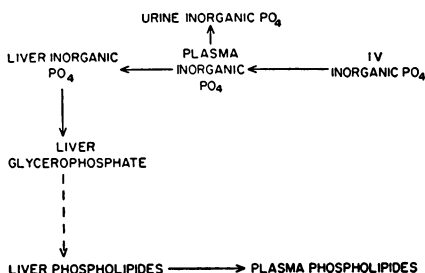 URINE INORGANIC PO4
LIVER INORGANIC
PO4
PLASMA
INORGANIC
PO4
IV
INORGANIC PO4
LIVER
GLYCEROPHOSPHATE
LIVER PHOSPHOLIPIDES
PLASMA PHOSPHOLIPIDES